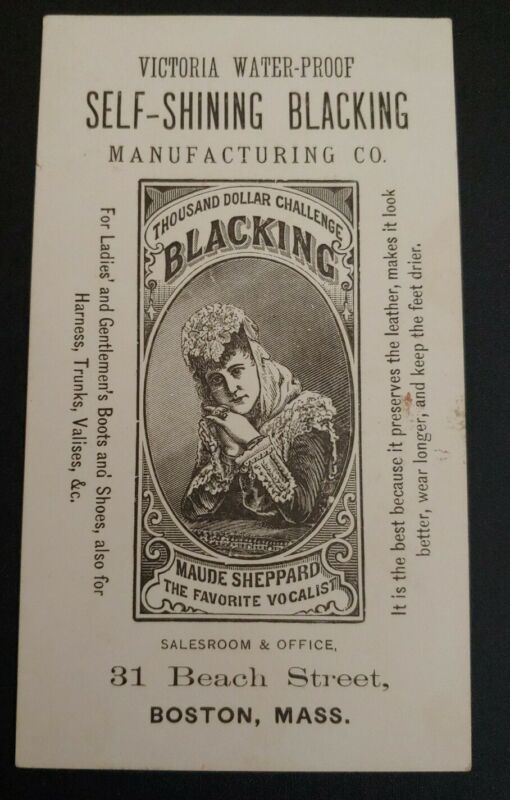 VICTORIA WATER-PROOF
SELF-SHINING BLACKING
MANUFACTURING CO.
For Ladies' and Gentlemen's Boots and Shoes, also for
Harness, Trunks, Valises, &c.
THOUSAND DOLLAR CHALLENGE
BLACKING
MAUDE SHEPPARD
THE FAVORITE VOCALIST
It is the best because it preserves the leather, makes it look
better, wear longer, and keep the feet drier.
SALESROOM & OFFICE,
31 Beach Street,
BOSTON, MASS.